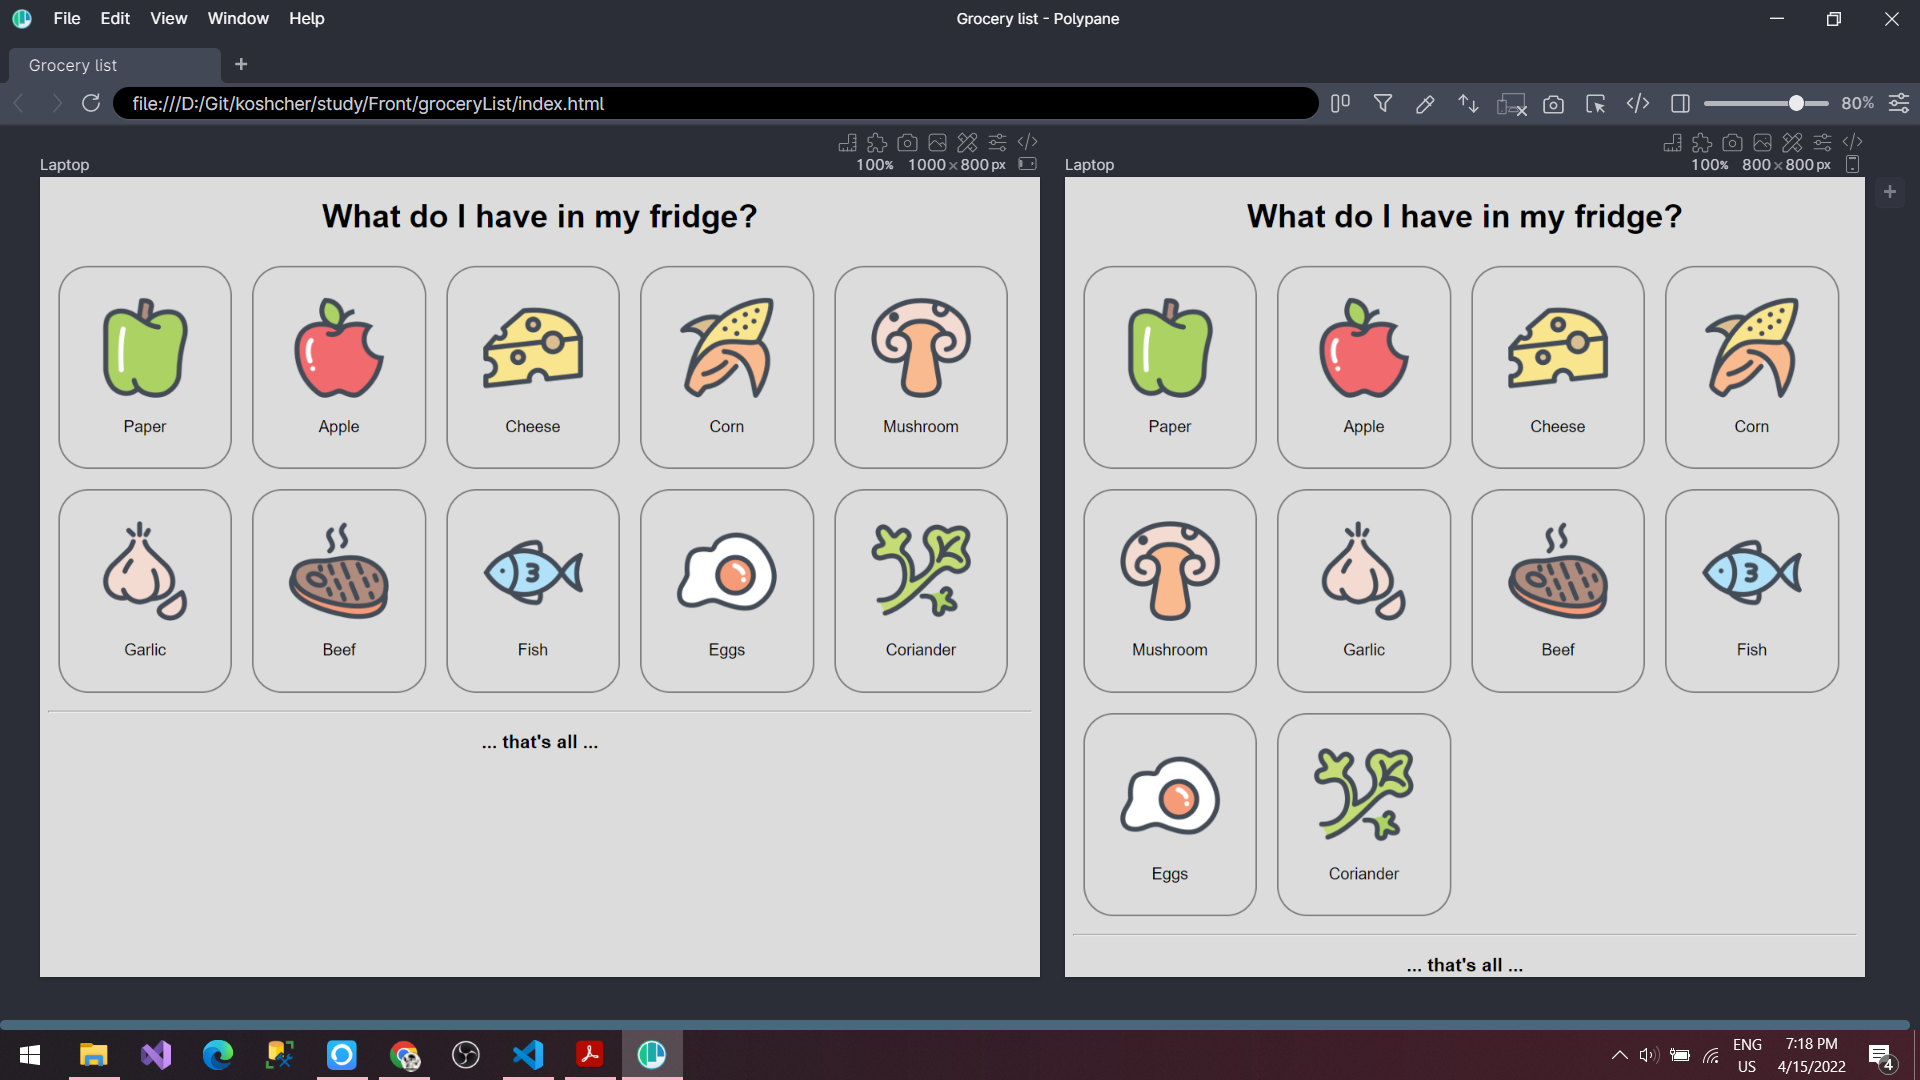 File Edit View Window Help
Grocery list - Polypane
Grocery list
file:///D:/Git/koshcher/study/Front/groceryList/index.html
80%
Laptop
100% 1000×800 px
What do I have in my fridge?
Paper Apple Cheese Corn Mushroom
Garlic Beef Fish Eggs Coriander
... that's all ...
Laptop
100% 800×800 px
What do I have in my fridge?
Paper Apple Cheese Corn
Mushroom Garlic Beef Fish
Eggs Coriander
... that's all ...
ENG
US
7:18 PM
4/15/2022
4